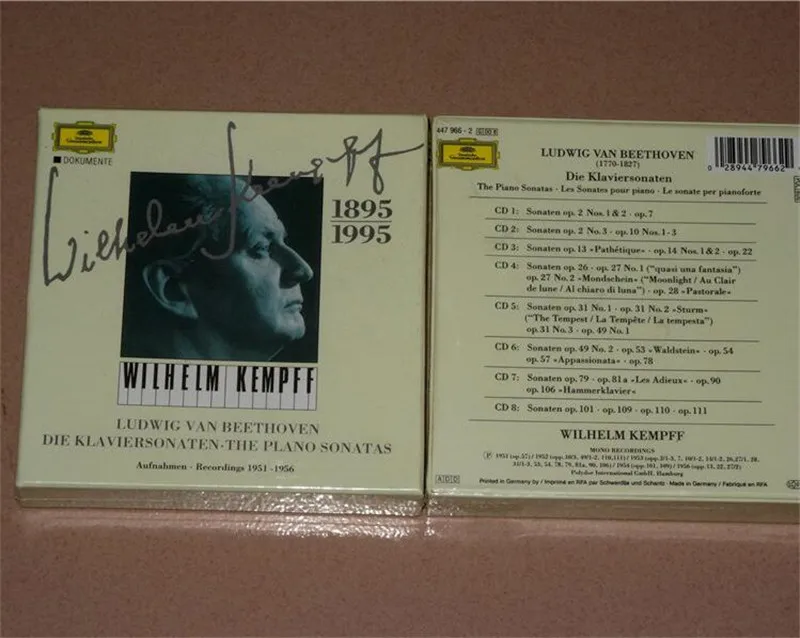 Deutsche
Grammophon
DOKUMENTE
Wilhelm Kempff
1895
1995
WILHELM KEMPFF
LUDWIG VAN BEETHOVEN
DIE KLAVIERSONATEN·THE PIANO SONATAS
Aufnahmen · Recordings 1951-1956
447 966-2
LUDWIG VAN BEETHOVEN
(1770-1827)
Die Klaviersonaten
The Piano Sonatas · Les Sonates pour piano · Le sonate per pianoforte
0 28944 79662
CD 1: Sonaten op. 2 Nos. 1 & 2 · op. 7
CD 2: Sonaten op. 2 No. 3 · op. 10 Nos. 1-3
CD 3: Sonaten op. 13 »Pathétique« · op. 14 Nos. 1 & 2 · op. 22
CD 4: Sonaten op. 26 · op. 27 No. 1 ("quasi una fantasia")
op. 27 No. 2 »Mondschein« ("Moonlight / Au Clair
de lune / Al chiaro di luna") · op. 28 »Pastorale«
CD 5: Sonaten op. 31 No. 1 · op. 31 No. 2 »Sturm«
("The Tempest / La Tempête / La tempesta")
op. 31 No. 3 · op. 49 No. 1
CD 6: Sonaten op. 49 No. 2 · op. 53 »Waldstein« · op. 54
op. 57 »Appassionata« · op. 78
CD 7: Sonaten op. 79 · op. 81a »Les Adieux« · op. 90
op. 106 »Hammerklavier«
CD 8: Sonaten op. 101 · op. 109 · op. 110 · op. 111
WILHELM KEMPFF
MONO RECORDINGS
Polydor International GmbH, Hamburg
ADD
Printed in Germany by / Imprimé en RFA par Schwerdtle und Schantz · Made in Germany / Fabriqué en RFA